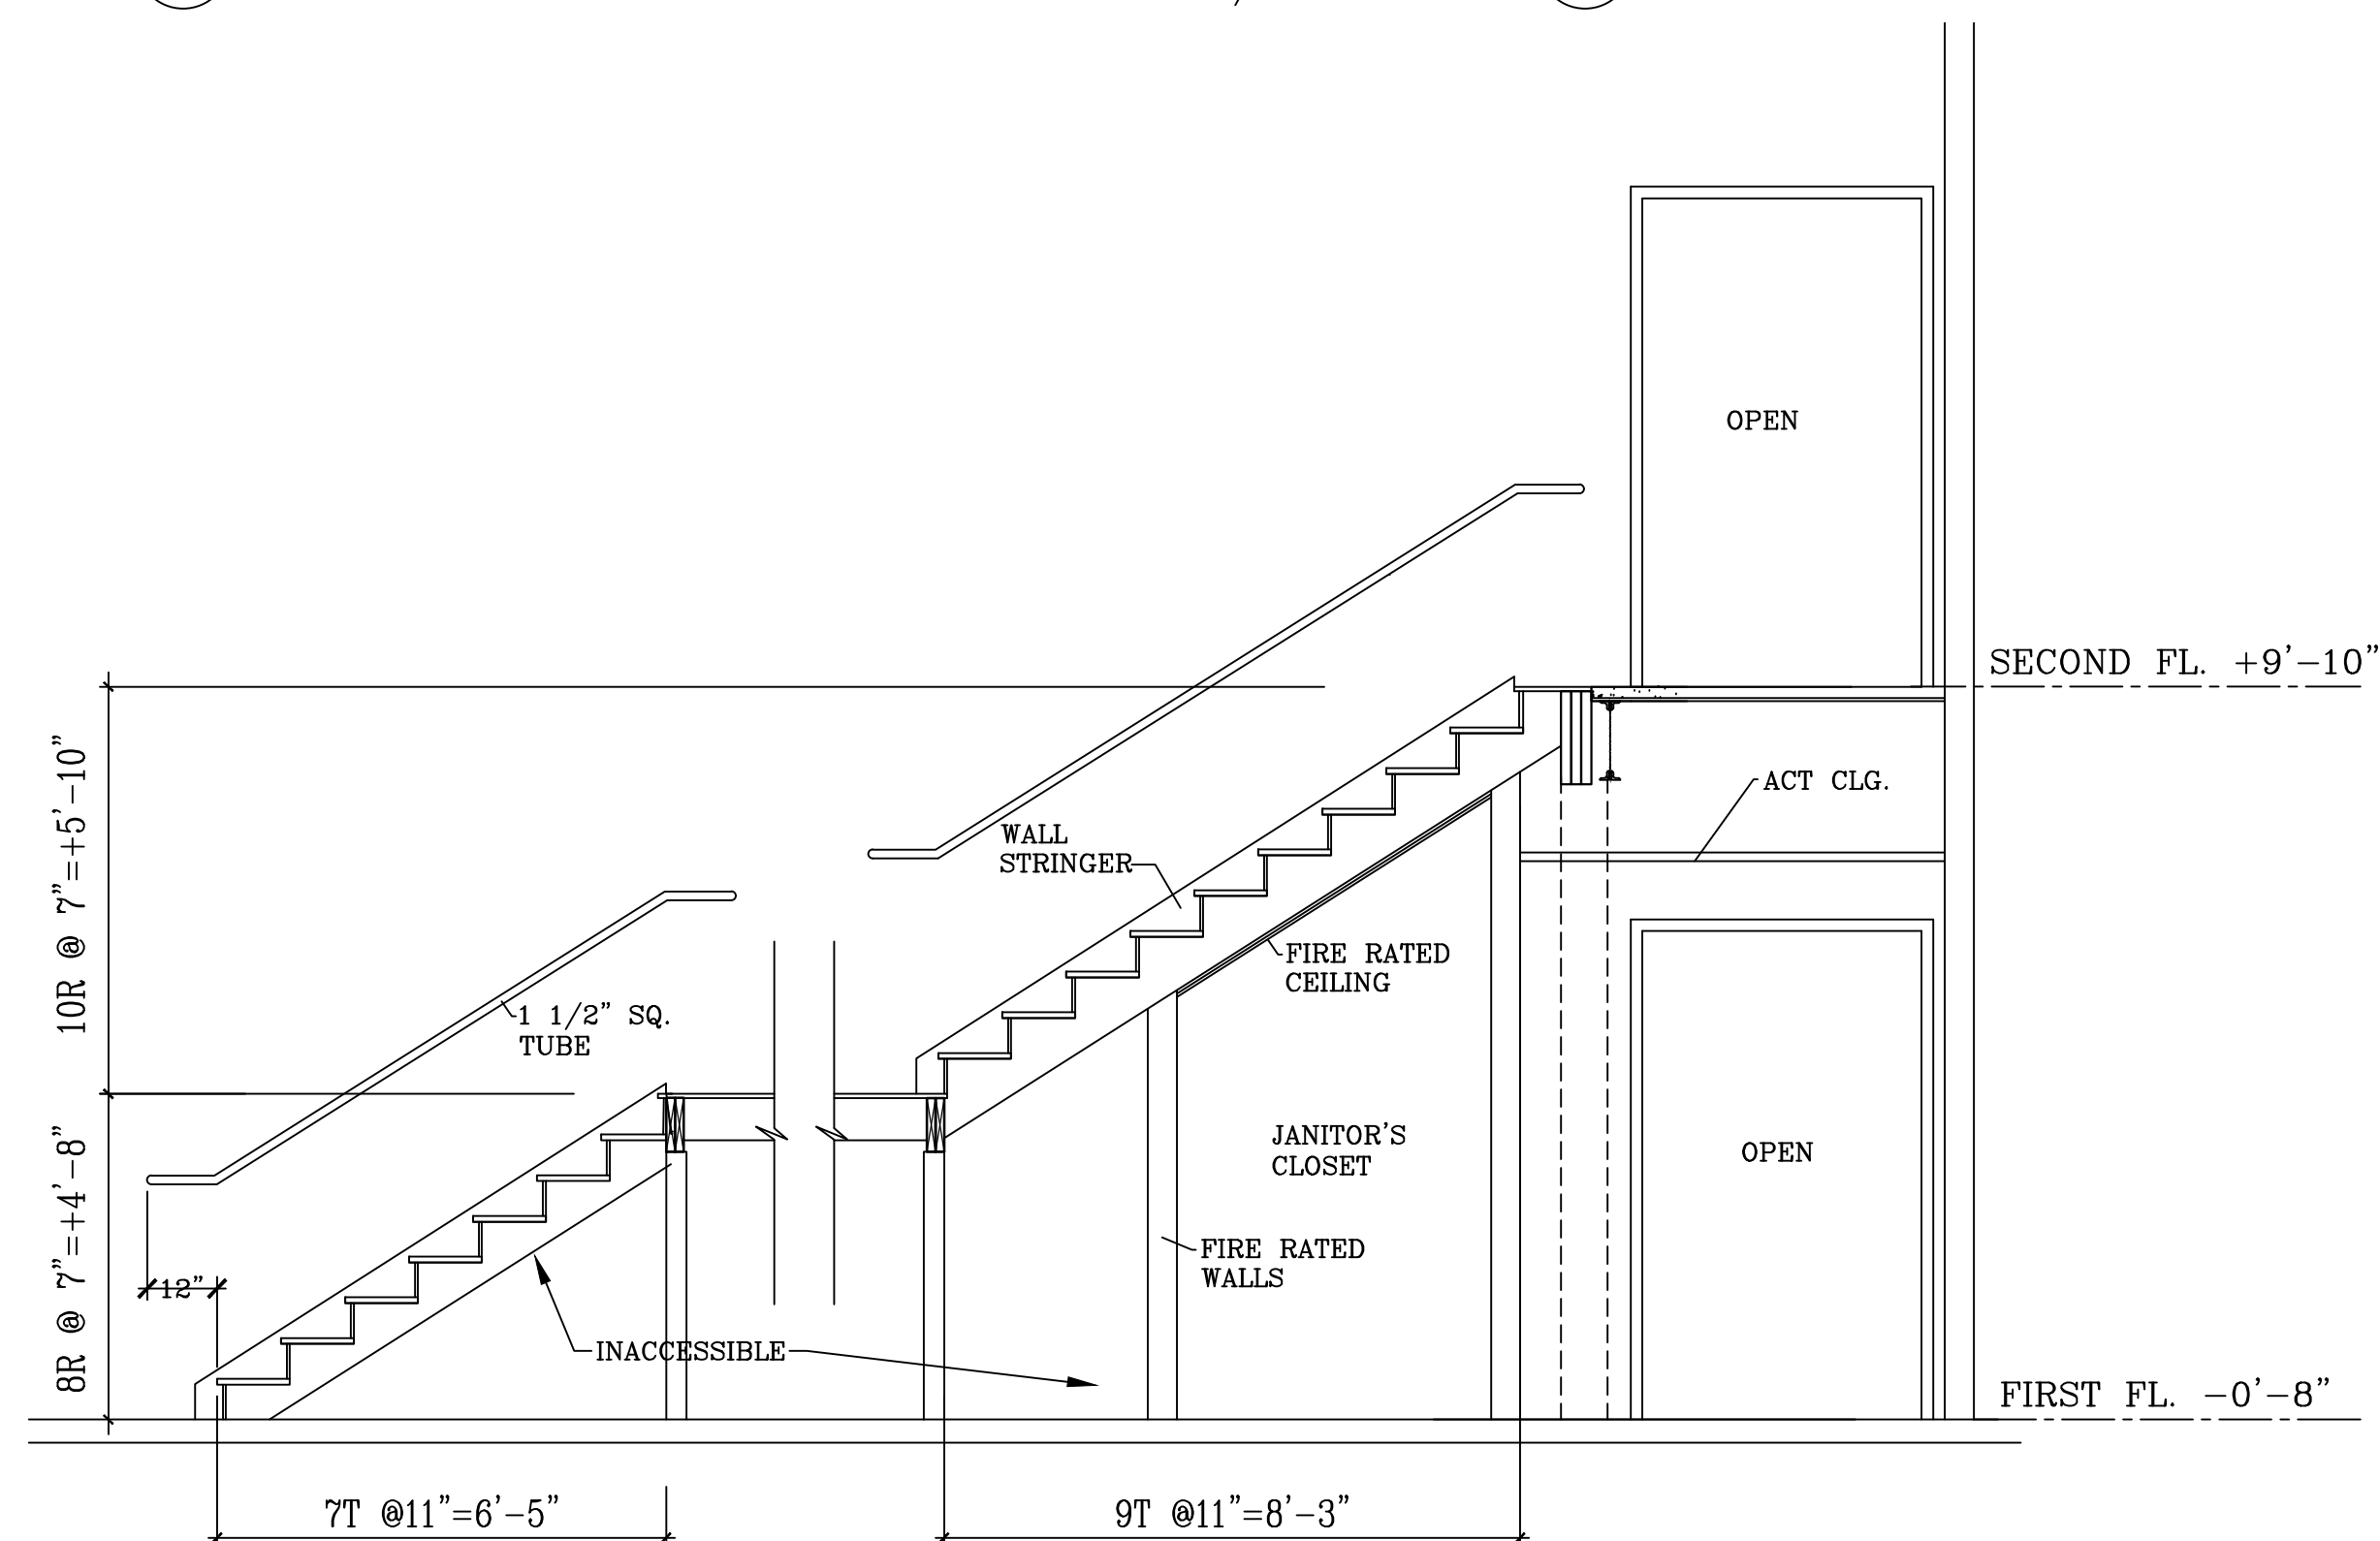 OPEN
SECOND FL. +9'-10"
ACT CLG.
WALL
STRINGER
FIRE RATED
CEILING
10R @ 7"=+5'-10"
1 1/2" SQ.
TUBE
JANITOR'S
CLOSET
OPEN
8R @ 7"=+4'-8"
FIRE RATED
WALLS
12"
INACCESSIBLE
FIRST FL. -0'-8"
7T @11"=6'-5"
9T @11"=8'-3"